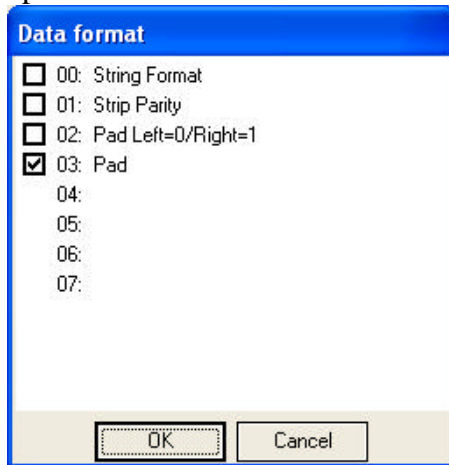 Data format
00: String Format
01: Strip Parity
02: Pad Left=0/Right=1
03: Pad
04:
05:
06:
07:
OK Cancel